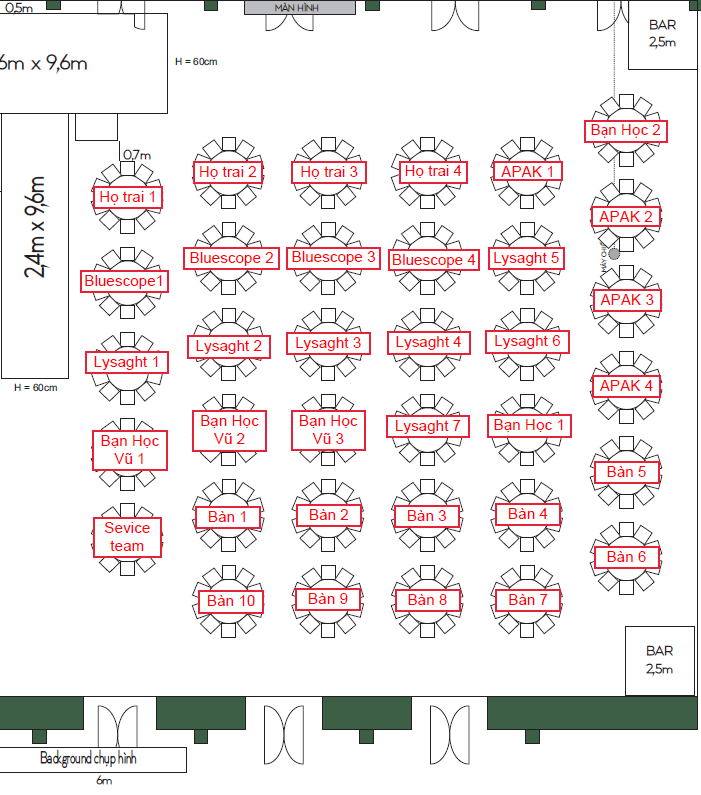 0,5m
MÀN HÌNH
BAR
2,5m
6m x 9,6m
H = 60cm
Bạn Học 2
0,7m
Họ trai 1
Họ trai 2
Họ trai 3
Họ trai 4
APAK 1
APAK 2
2,4m x 9,6m
Bluescope1
Bluescope 2
Bluescope 3
Bluescope 4
Lysaght 5
APAK 3
Lysaght 1
Lysaght 2
Lysaght 3
Lysaght 4
Lysaght 6
H = 60cm
APAK 4
Bạn Học
Vũ 1
Bạn Học
Vũ 2
Bạn Học
Vũ 3
Lysaght 7
Bạn Học 1
Bàn 5
Sevice
team
Bàn 1
Bàn 2
Bàn 3
Bàn 4
Bàn 6
Bàn 10
Bàn 9
Bàn 8
Bàn 7
BAR
2,5m
Background chụp hình
6m